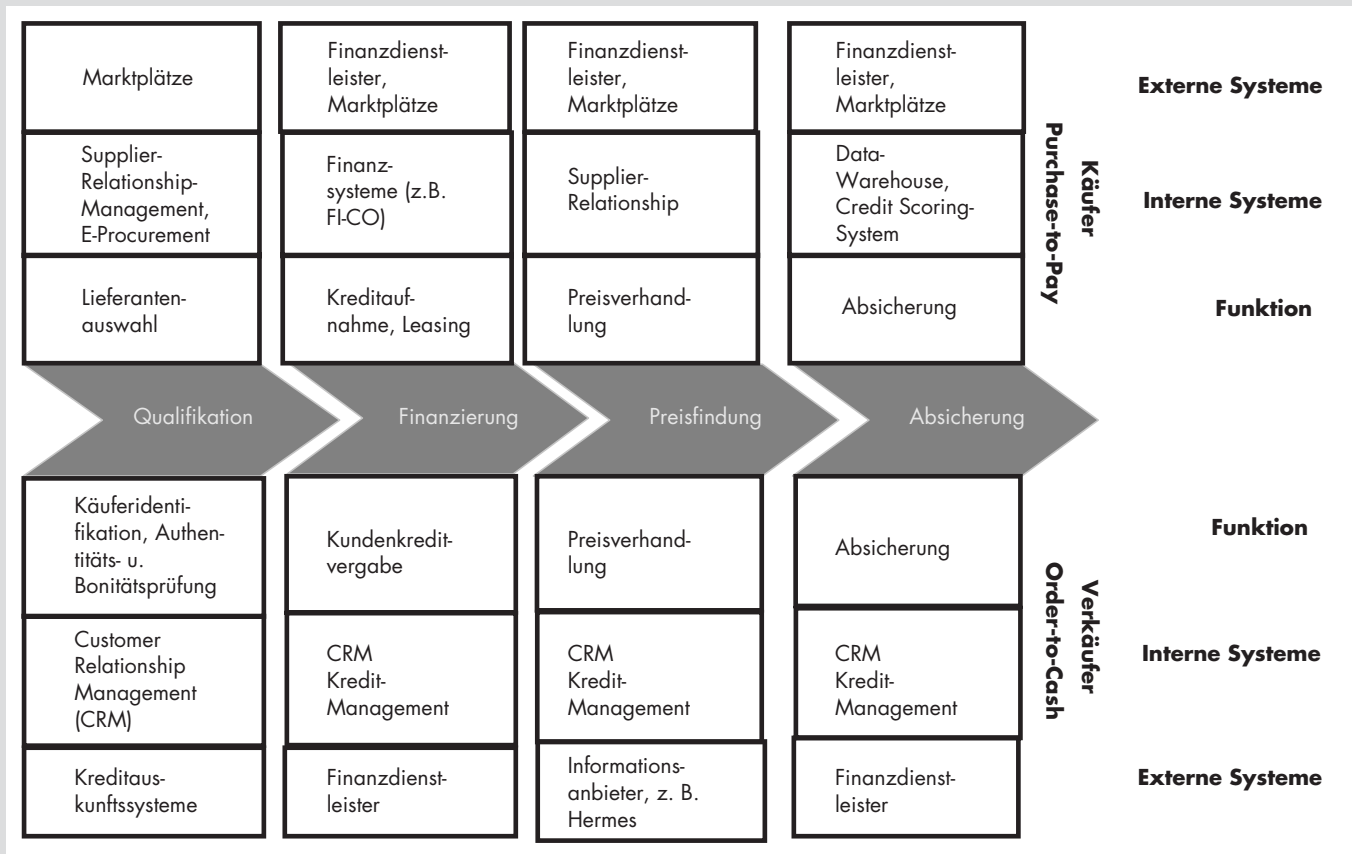 Marktplätze
Finanzdienst-
leister,
Marktplätze
Finanzdienst-
leister,
Marktplätze
Finanzdienst-
leister,
Marktplätze
Externe Systeme
Supplier-
Relationship-
Management,
E-Procurement
Finanz-
systeme (z.B.
FI-CO)
Supplier-
Relationship
Data-
Warehouse,
Credit Scoring-
System
Interne Systeme
Käufer
Purchase-to-Pay
Lieferanten-
auswahl
Kreditauf-
nahme, Leasing
Preisverhand-
lung
Absicherung
Funktion
Qualifikation
Finanzierung
Preisfindung
Absicherung
Käuferidenti-
fikation, Authen-
titäts- u.
Bonitätsprüfung
Kundenkredit-
vergabe
Preisverhand-
lung
Absicherung
Funktion
Verkäufer
Order-to-Cash
Customer
Relationship
Management
(CRM)
CRM
Kredit-
Management
CRM
Kredit-
Management
CRM
Kredit-
Management
Interne Systeme
Kreditaus-
kunftssysteme
Finanzdienst-
leister
Informations-
anbieter, z. B.
Hermes
Finanzdienst-
leister
Externe Systeme